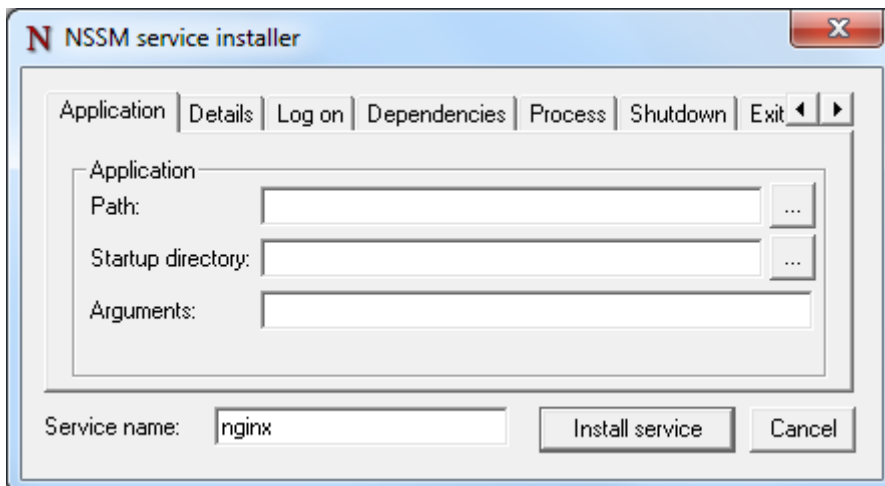 N NSSM service installer
Application Details Log on Dependencies Process Shutdown Exit
Application
Path:
...
Startup directory:
...
Arguments:
Service name: nginx Install service Cancel